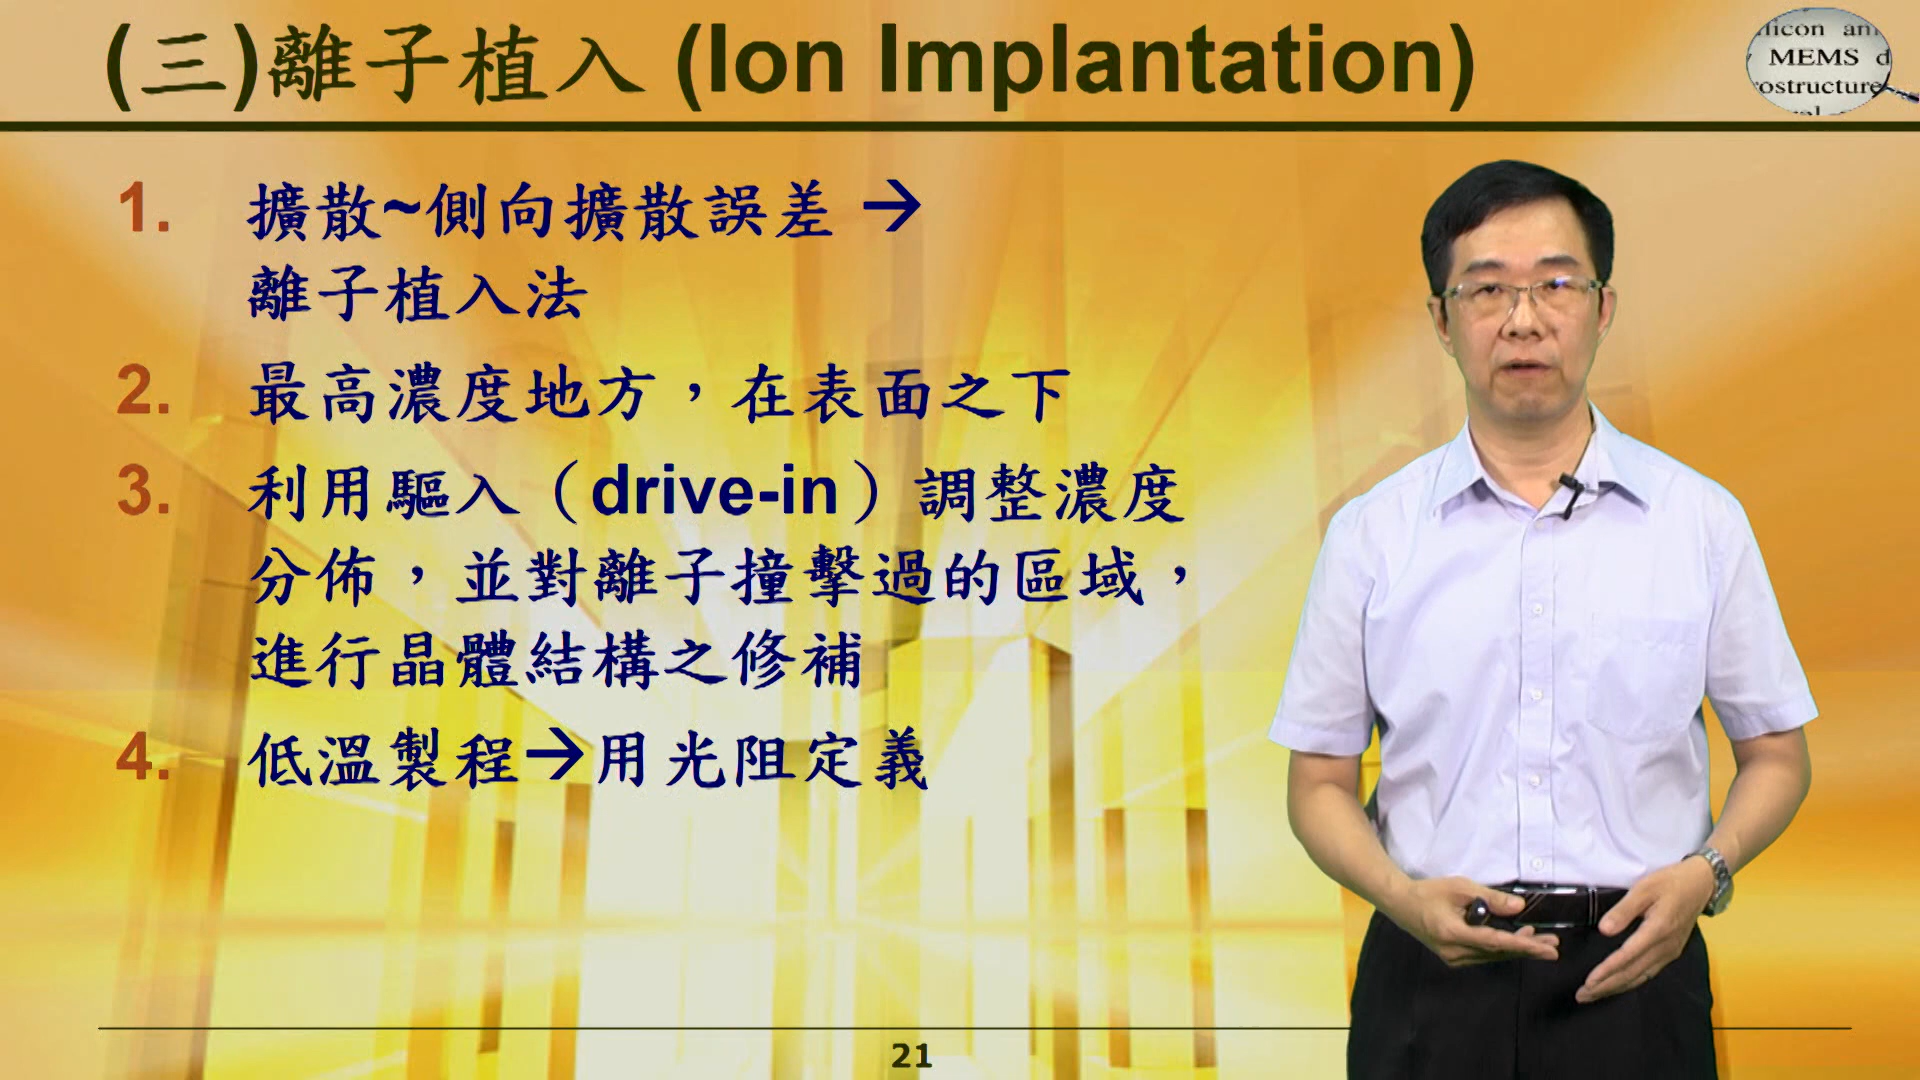 (三)離子植入 (Ion Implantation)
licon an
MEMS d
ostructure
1. 擴散~側向擴散誤差 →
離子植入法
2. 最高濃度地方，在表面之下
3. 利用驅入（drive-in）調整濃度
分佈，並對離子撞擊過的區域，
進行晶體結構之修補
4. 低溫製程→用光阻定義
21